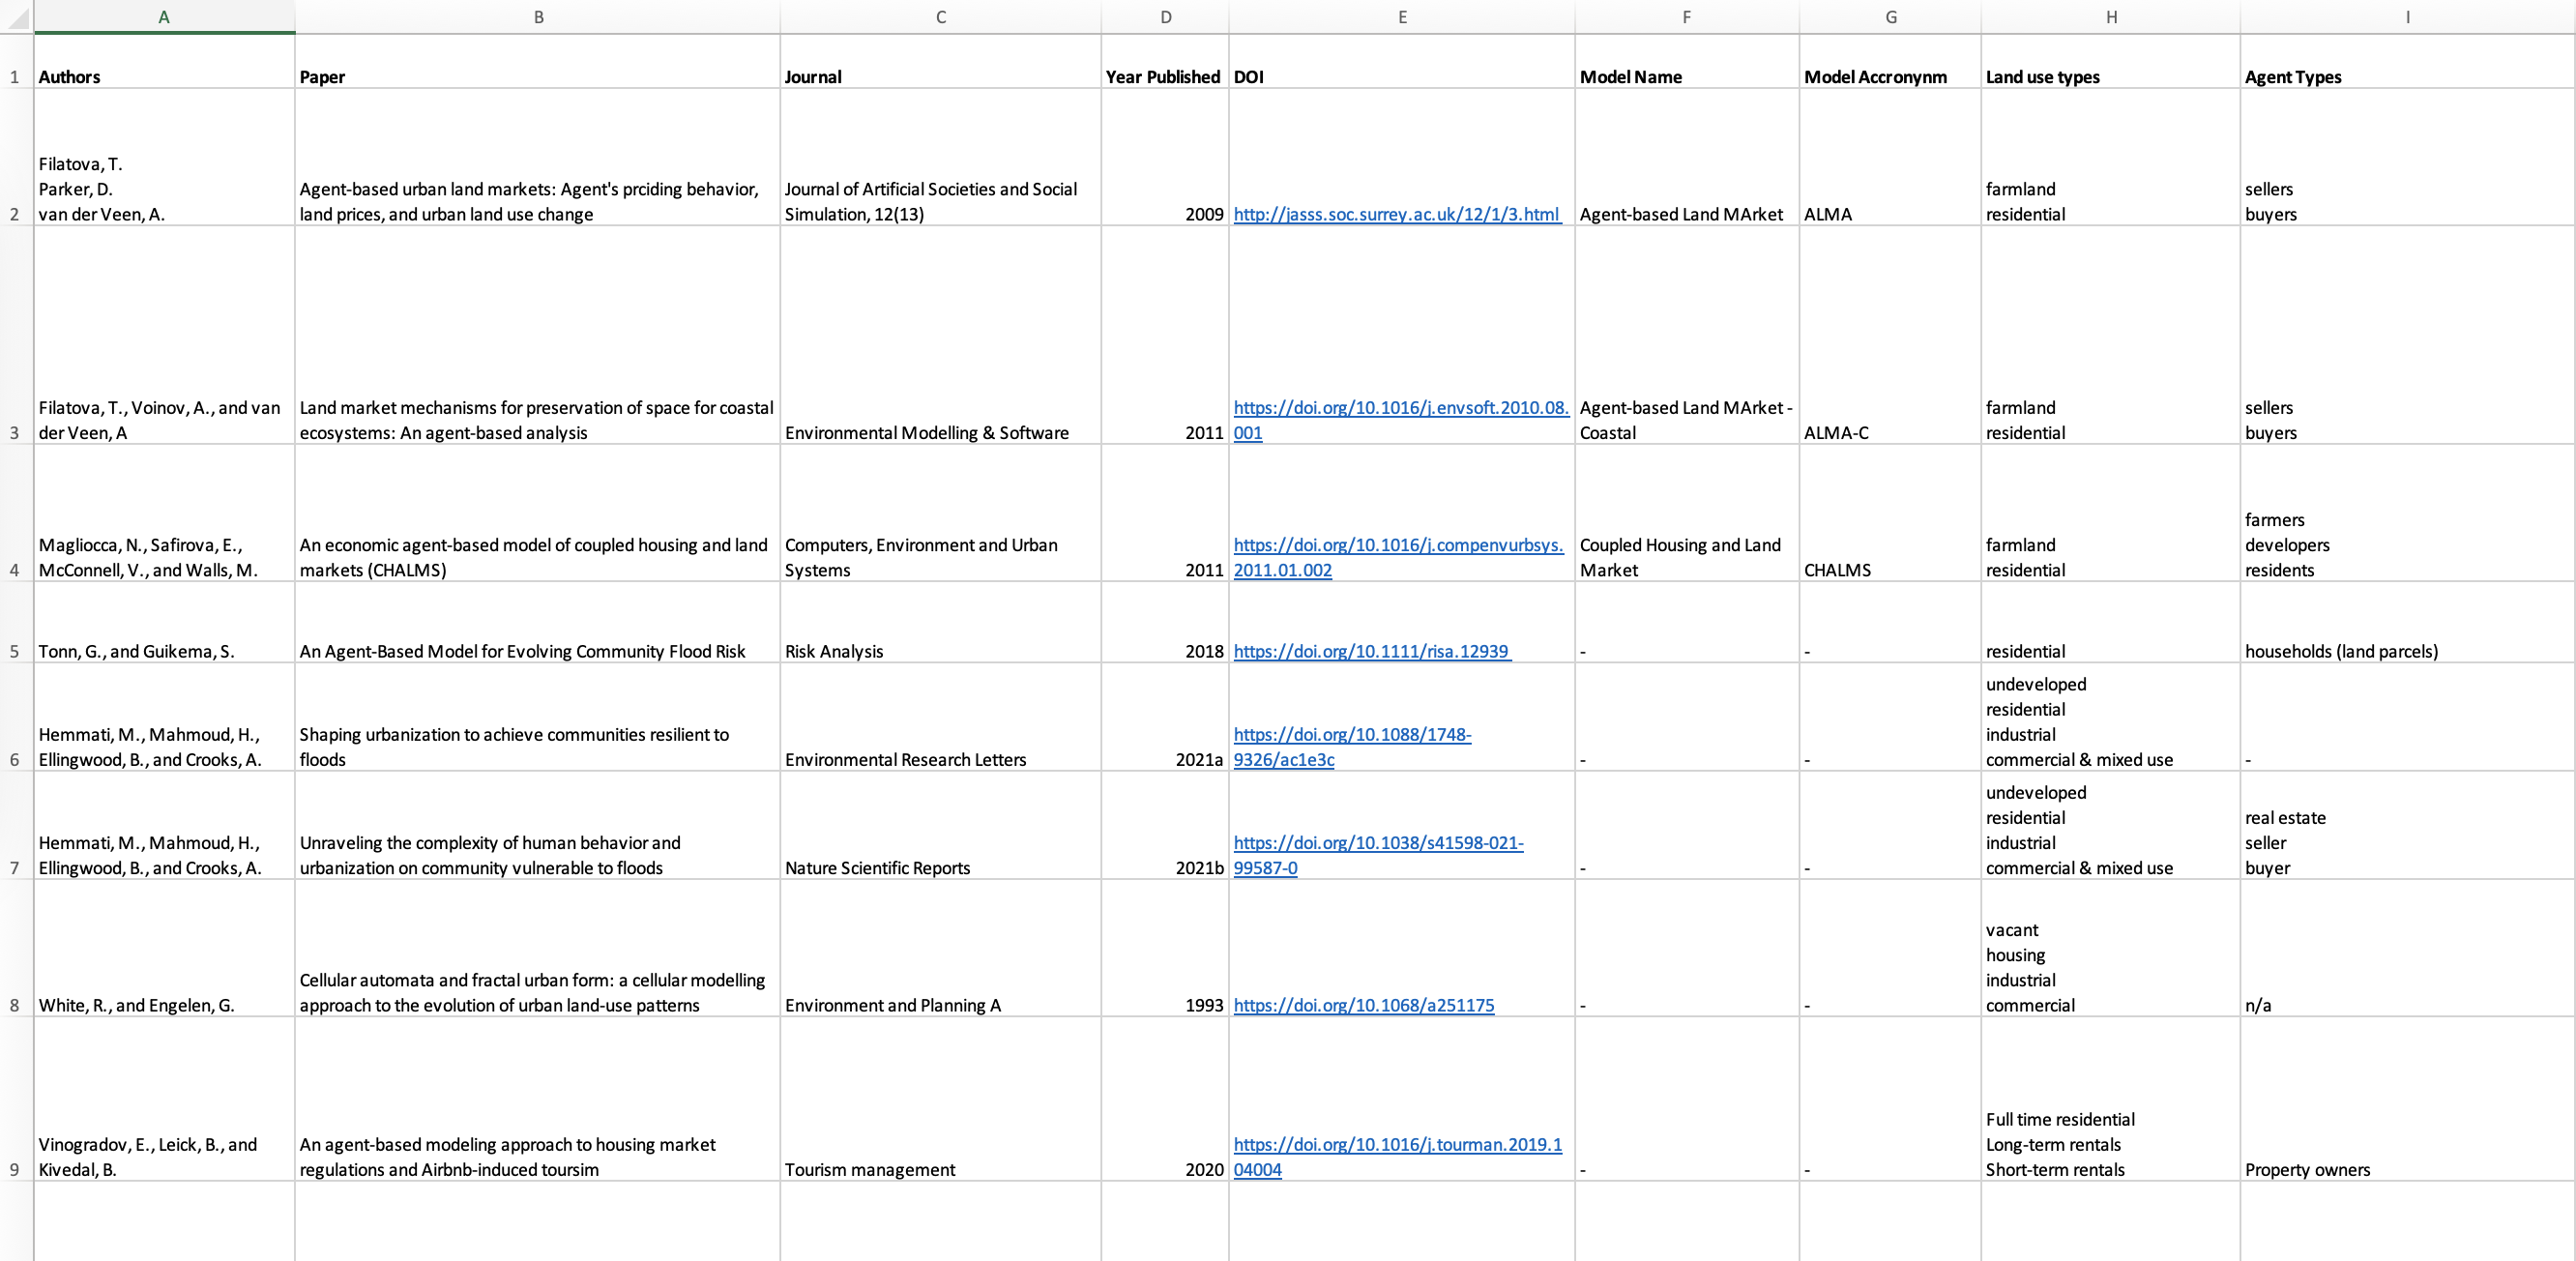 A B C D E F G H I
1 Authors Paper Journal Year Published DOI Model Name Model Accronynm Land use types Agent Types
Filatova, T.
Parker, D. Agent-based urban land markets: Agent's prciding behavior, Journal of Artificial Societies and Social farmland sellers
2 van der Veen, A. land prices, and urban land use change Simulation, 12(13) 2009 http://jasss.soc.surrey.ac.uk/12/1/3.html Agent-based Land MArket ALMA residential buyers
Filatova, T., Voinov, A., and van Land market mechanisms for preservation of space for coastal https://doi.org/10.1016/j.envsoft.2010.08. Agent-based Land MArket - farmland sellers
3 der Veen, A ecosystems: An agent-based analysis Environmental Modelling & Software 2011 001 Coastal ALMA-C residential buyers
farmers
Magliocca, N., Safirova, E., An economic agent-based model of coupled housing and land Computers, Environment and Urban https://doi.org/10.1016/j.compenvurbsys. Coupled Housing and Land farmland developers
4 McConnell, V., and Walls, M. markets (CHALMS) Systems 2011 2011.01.002 Market CHALMS residential residents
5 Tonn, G., and Guikema, S. An Agent-Based Model for Evolving Community Flood Risk Risk Analysis 2018 https://doi.org/10.1111/risa.12939 - - residential households (land parcels)
undeveloped
residential
Hemmati, M., Mahmoud, H., Shaping urbanization to achieve communities resilient to https://doi.org/10.1088/1748- industrial
6 Ellingwood, B., and Crooks, A. floods Environmental Research Letters 2021a 9326/ac1e3c - - commercial & mixed use -
undeveloped
residential real estate
Hemmati, M., Mahmoud, H., Unraveling the complexity of human behavior and https://doi.org/10.1038/s41598-021- industrial seller
7 Ellingwood, B., and Crooks, A. urbanization on community vulnerable to floods Nature Scientific Reports 2021b 99587-0 - - commercial & mixed use buyer
vacant
housing
Cellular automata and fractal urban form: a cellular modelling industrial
8 White, R., and Engelen, G. approach to the evolution of urban land-use patterns Environment and Planning A 1993 https://doi.org/10.1068/a251175 - - commercial n/a
Full time residential
Vinogradov, E., Leick, B., and An agent-based modeling approach to housing market https://doi.org/10.1016/j.tourman.2019.1 Long-term rentals
9 Kivedal, B. regulations and Airbnb-induced toursim Tourism management 2020 04004 - - Short-term rentals Property owners